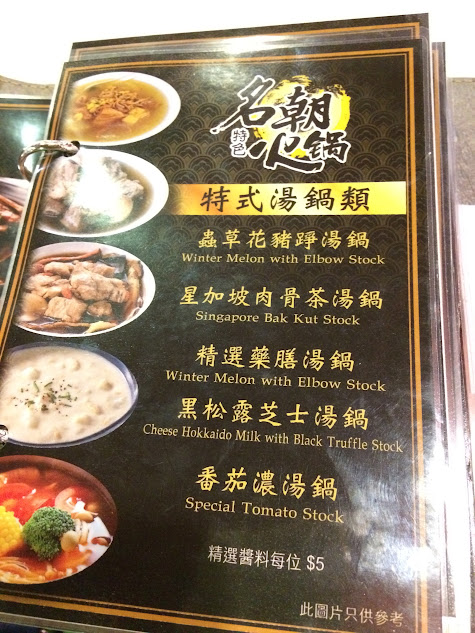 名朝
特色
火鍋
特式湯鍋類
蟲草花豬踭湯鍋
Winter Melon with Elbow Stock
星加坡肉骨茶湯鍋
Singapore Bak Kut Stock
精選藥膳湯鍋
Winter Melon with Elbow Stock
黑松露芝士湯鍋
Cheese Hokkaido Milk with Black Truffle Stock
番茄濃湯鍋
Special Tomato Stock
精選醬料每位 $5
此圖片只供參考